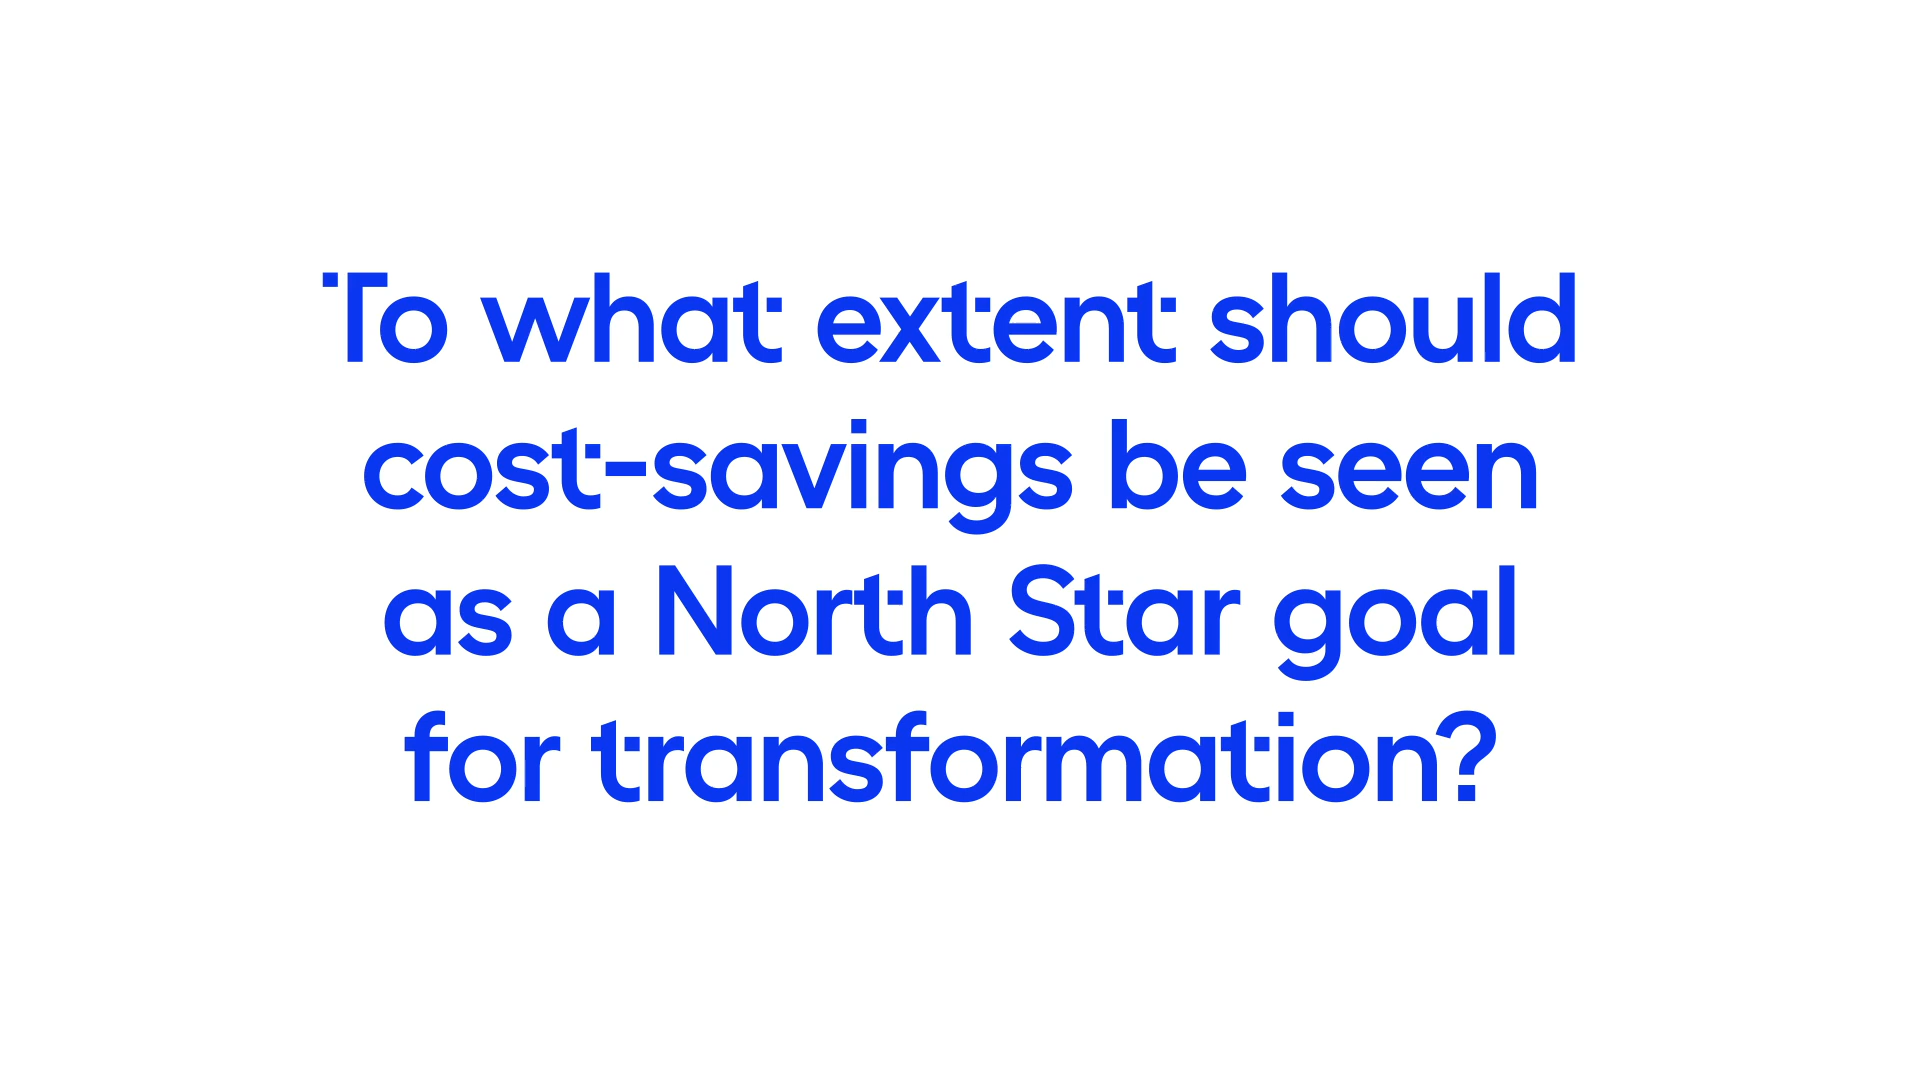 To what extent should
cost-savings be seen
as a North Star goal
for transformation?